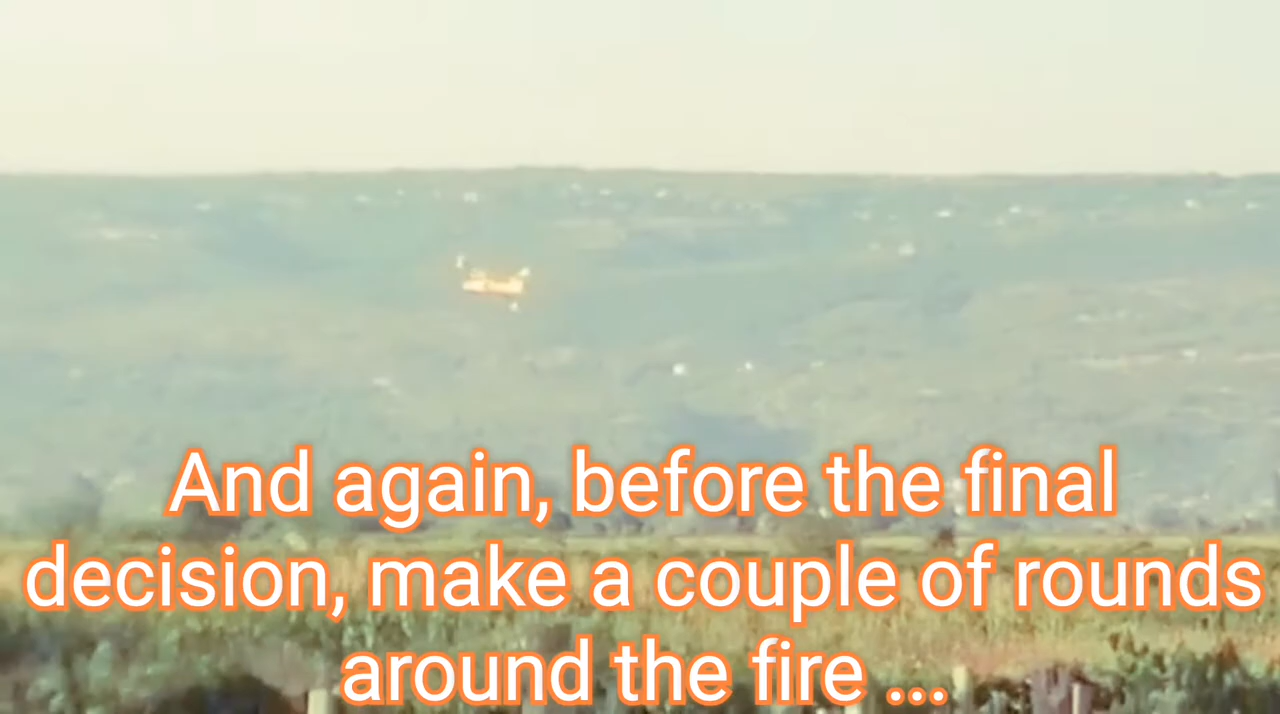 And again, before the final
decision, make a couple of rounds
around the fire ...